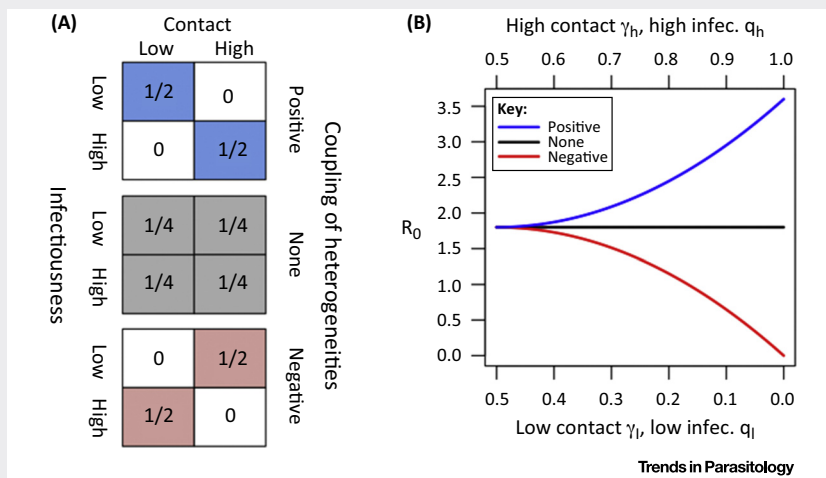 (A)
Contact
Low High
Low 1/2 0
High 0 1/2
Positive
Low 1/4 1/4
High 1/4 1/4
None
Low 0 1/2
High 1/2 0
Negative
Infectiousness
Coupling of heterogeneities
(B)
High contact γh, high infec. qh
0.5 0.6 0.7 0.8 0.9 1.0
Key:
Positive
None
Negative
R0
3.5
3.0
2.5
2.0
1.5
1.0
0.5
0.0
0.5 0.4 0.3 0.2 0.1 0.0
Low contact γl, low infec. ql
Trends in Parasitology